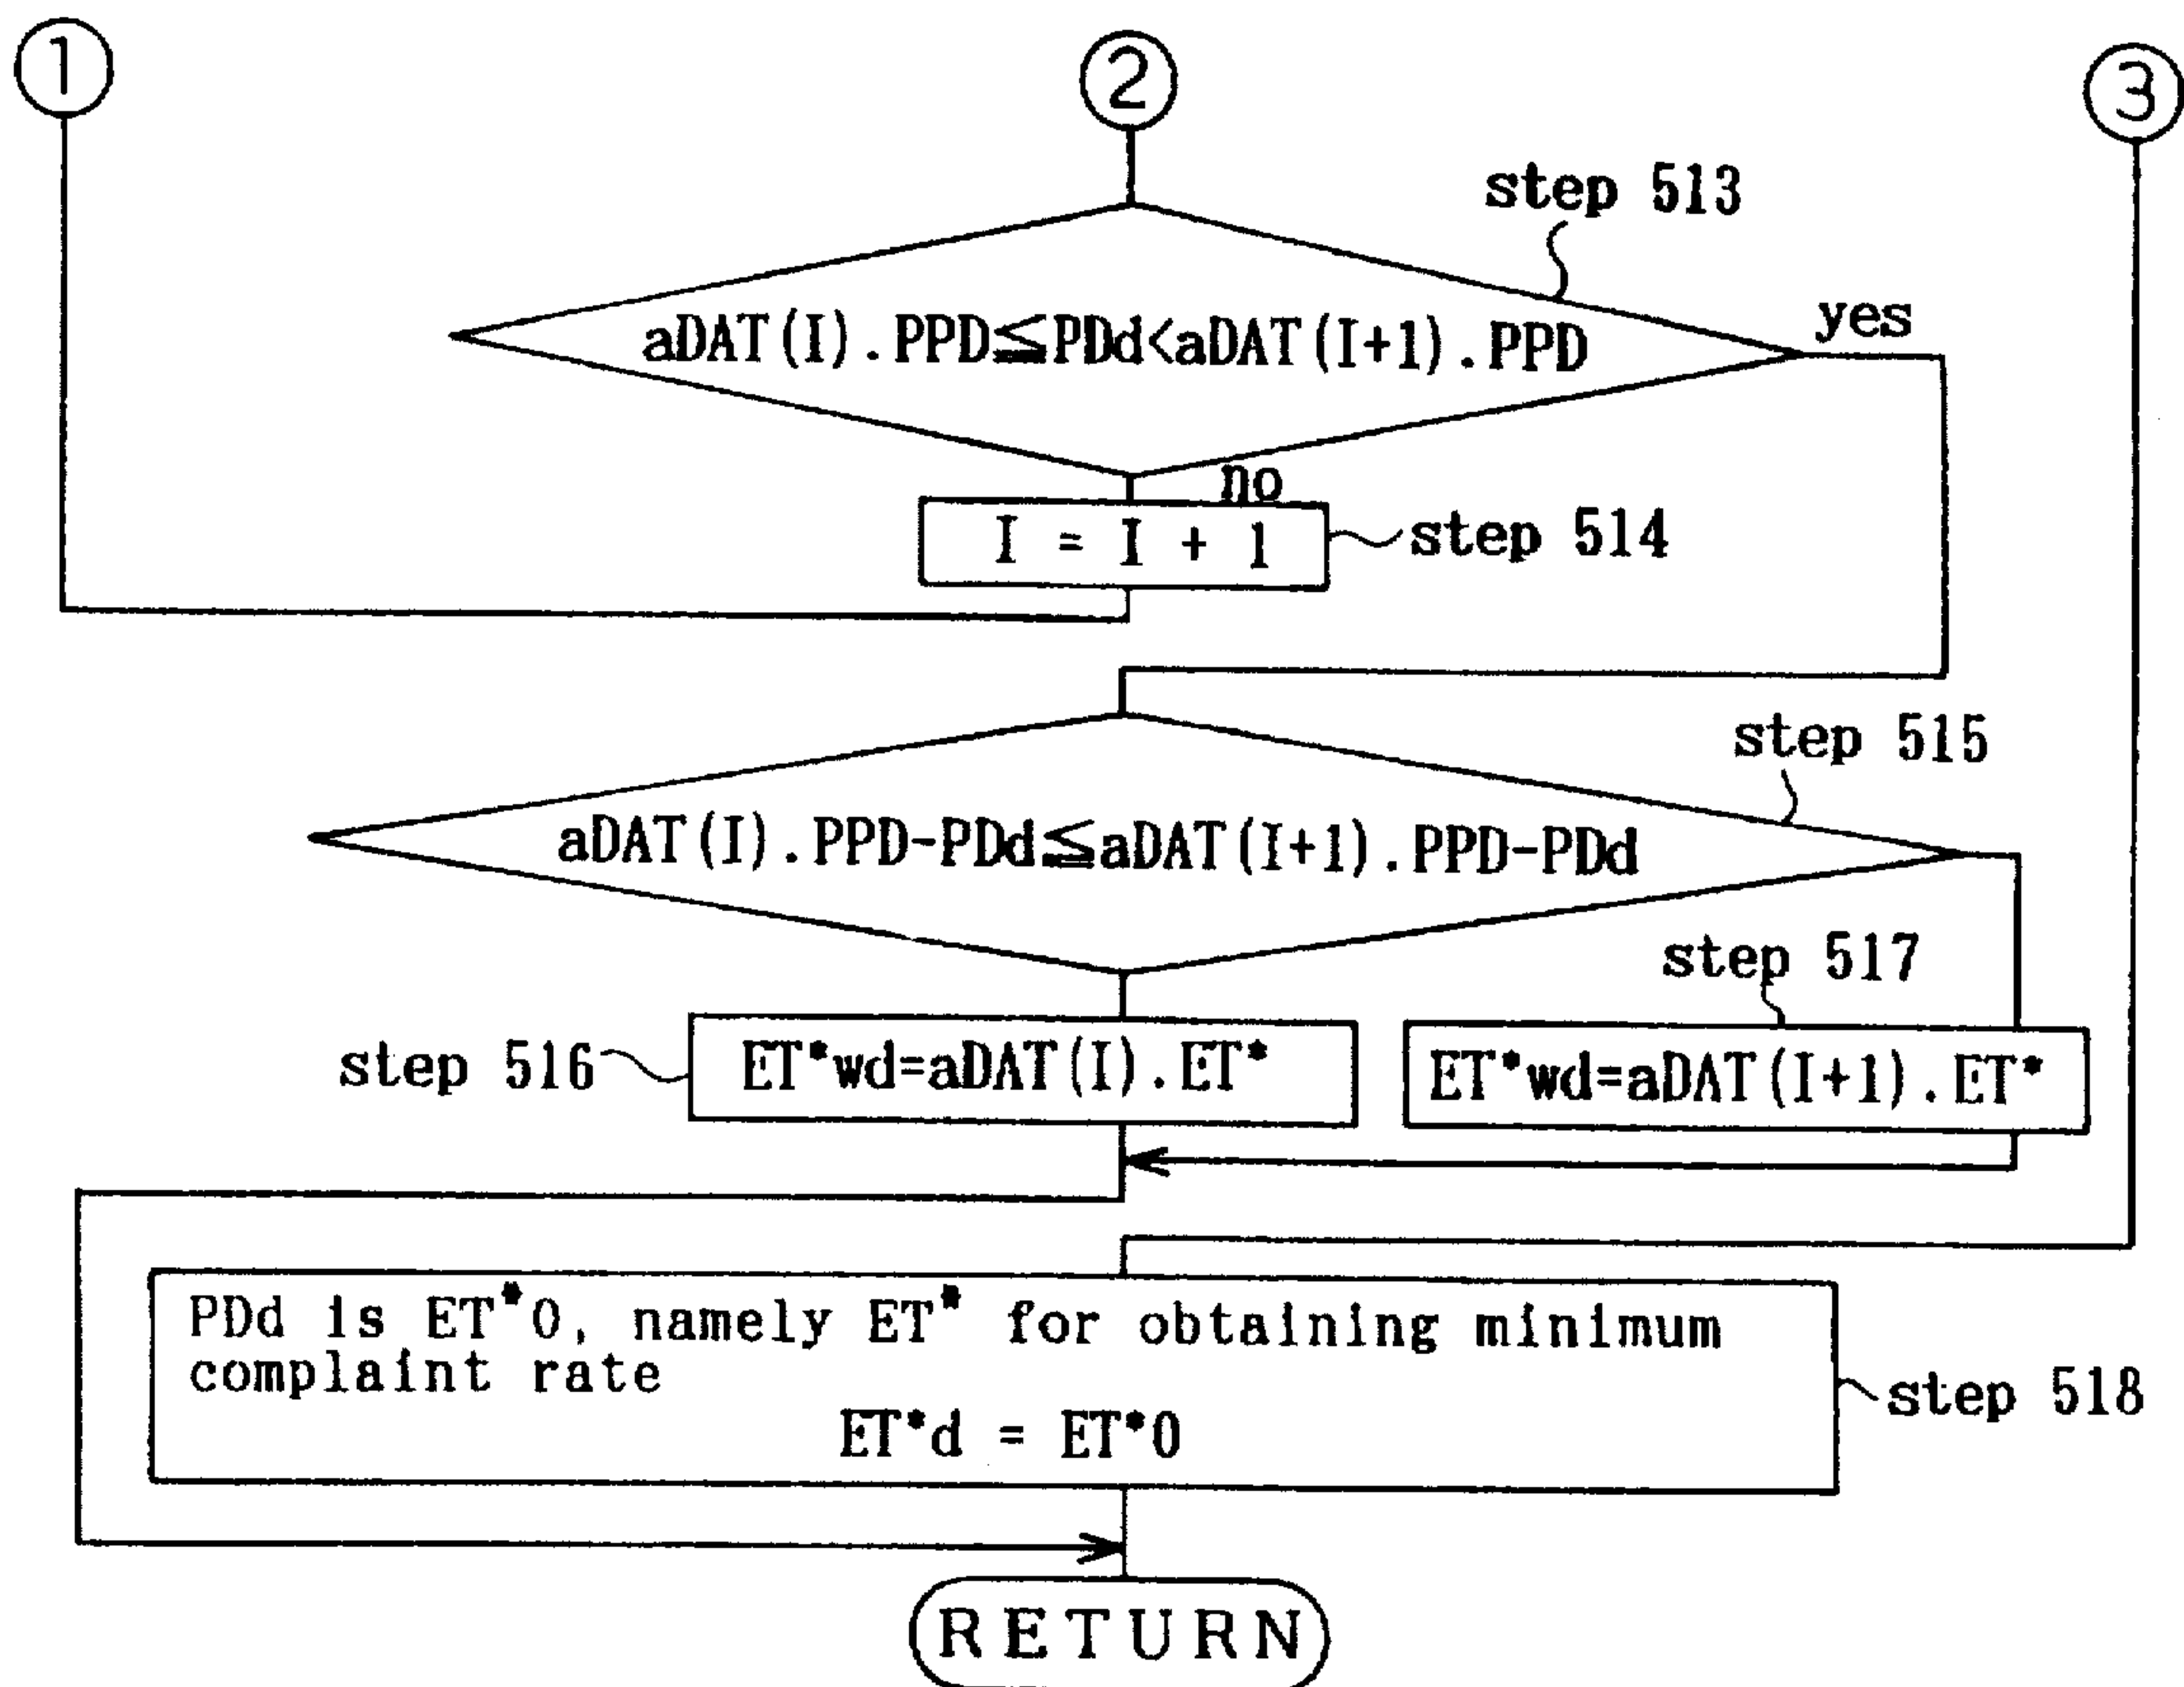 1
2
3
step 513
aDAT(I).PPD≦PDd<aDAT(I+1).PPD
yes
no
I = I + 1
step 514
step 515
aDAT(I).PPD-PDd≦aDAT(I+1).PPD-PDd
step 517
step 516
ET*wd=aDAT(I).ET*
ET*wd=aDAT(I+1).ET*
PDd is ET*0, namely ET* for obtaining minimum
complaint rate
ET*d = ET*0
step 518
RETURN